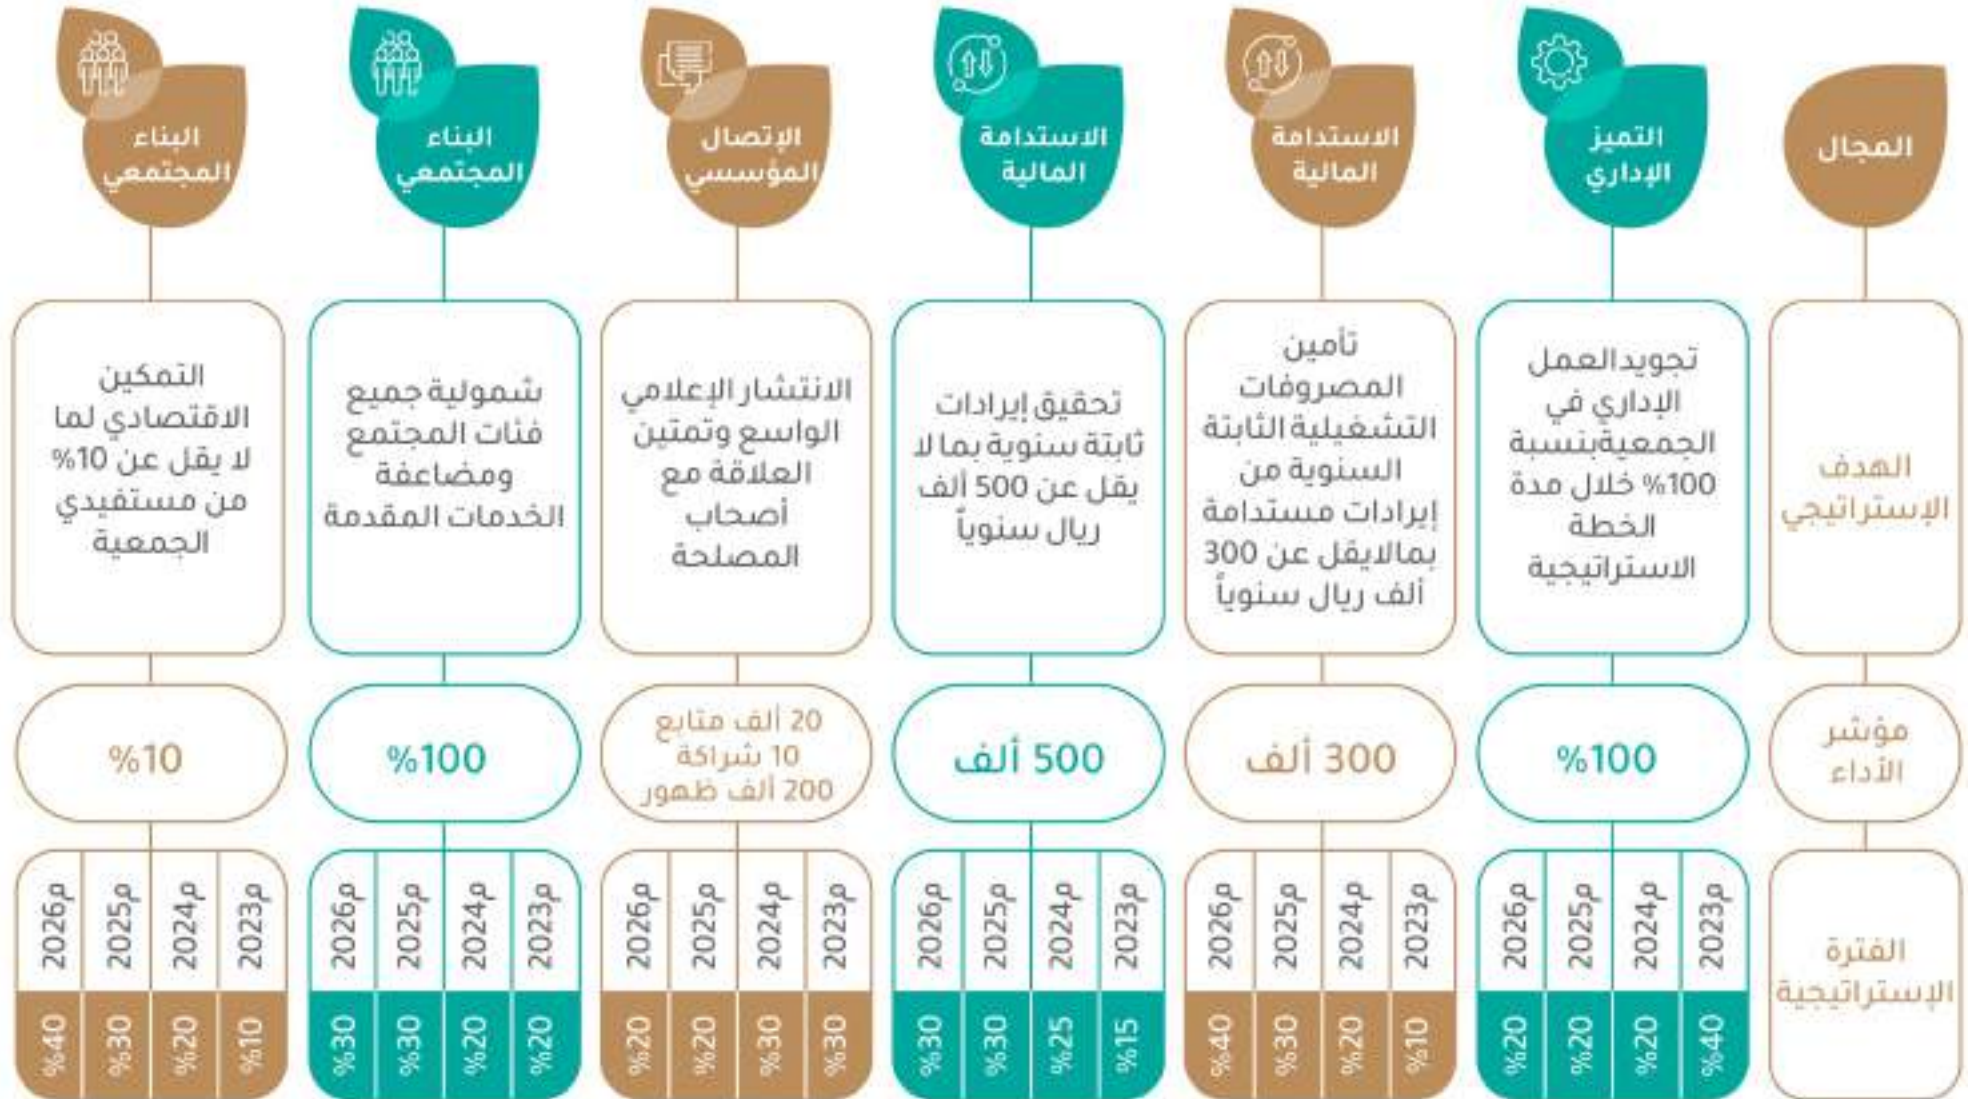 المجال
التميز
الإداري
الاستدامة
المالية
الاستدامة
المالية
الإتصال
المؤسسي
البناء
المجتمعي
البناء
المجتمعي
الهدف
الإستراتيجي
تجويدالعمل
الإداري في
الجمعيةبنسبة
100% خلال مدة
الخطة
الاستراتيجية
تأمين
المصروفات
التشغيلية الثابتة
السنوية من
إيرادات مستدامة
بمالايقل عن 300
ألف ريال سنوياً
تحقيق إيرادات
ثابتة سنوية بما لا
يقل عن 500 ألف
ريال سنوياً
الانتشار الإعلامي
الواسع وتمتين
العلاقة مع
أصحاب
المصلحة
شمولية جميع
فئات المجتمع
ومضاعفة
الخدمات المقدمة
التمكين
الاقتصادي لما
لا يقل عن 10%
من مستفيدي
الجمعية
مؤشر
الأداء
%100
300 ألف
500 ألف
20 ألف متابع
10 شراكة
200 ألف ظهور
%100
%10
الفترة
الإستراتيجية
2023م
2024م
2025م
2026م
2023م
2024م
2025م
2026م
2023م
2024م
2025م
2026م
2023م
2024م
2025م
2026م
2023م
2024م
2025م
2026م
2023م
2024م
2025م
2026م
%40
%20
%20
%20
%10
%20
%30
%40
%15
%25
%30
%30
%30
%30
%20
%20
%20
%20
%30
%30
%10
%20
%30
%40